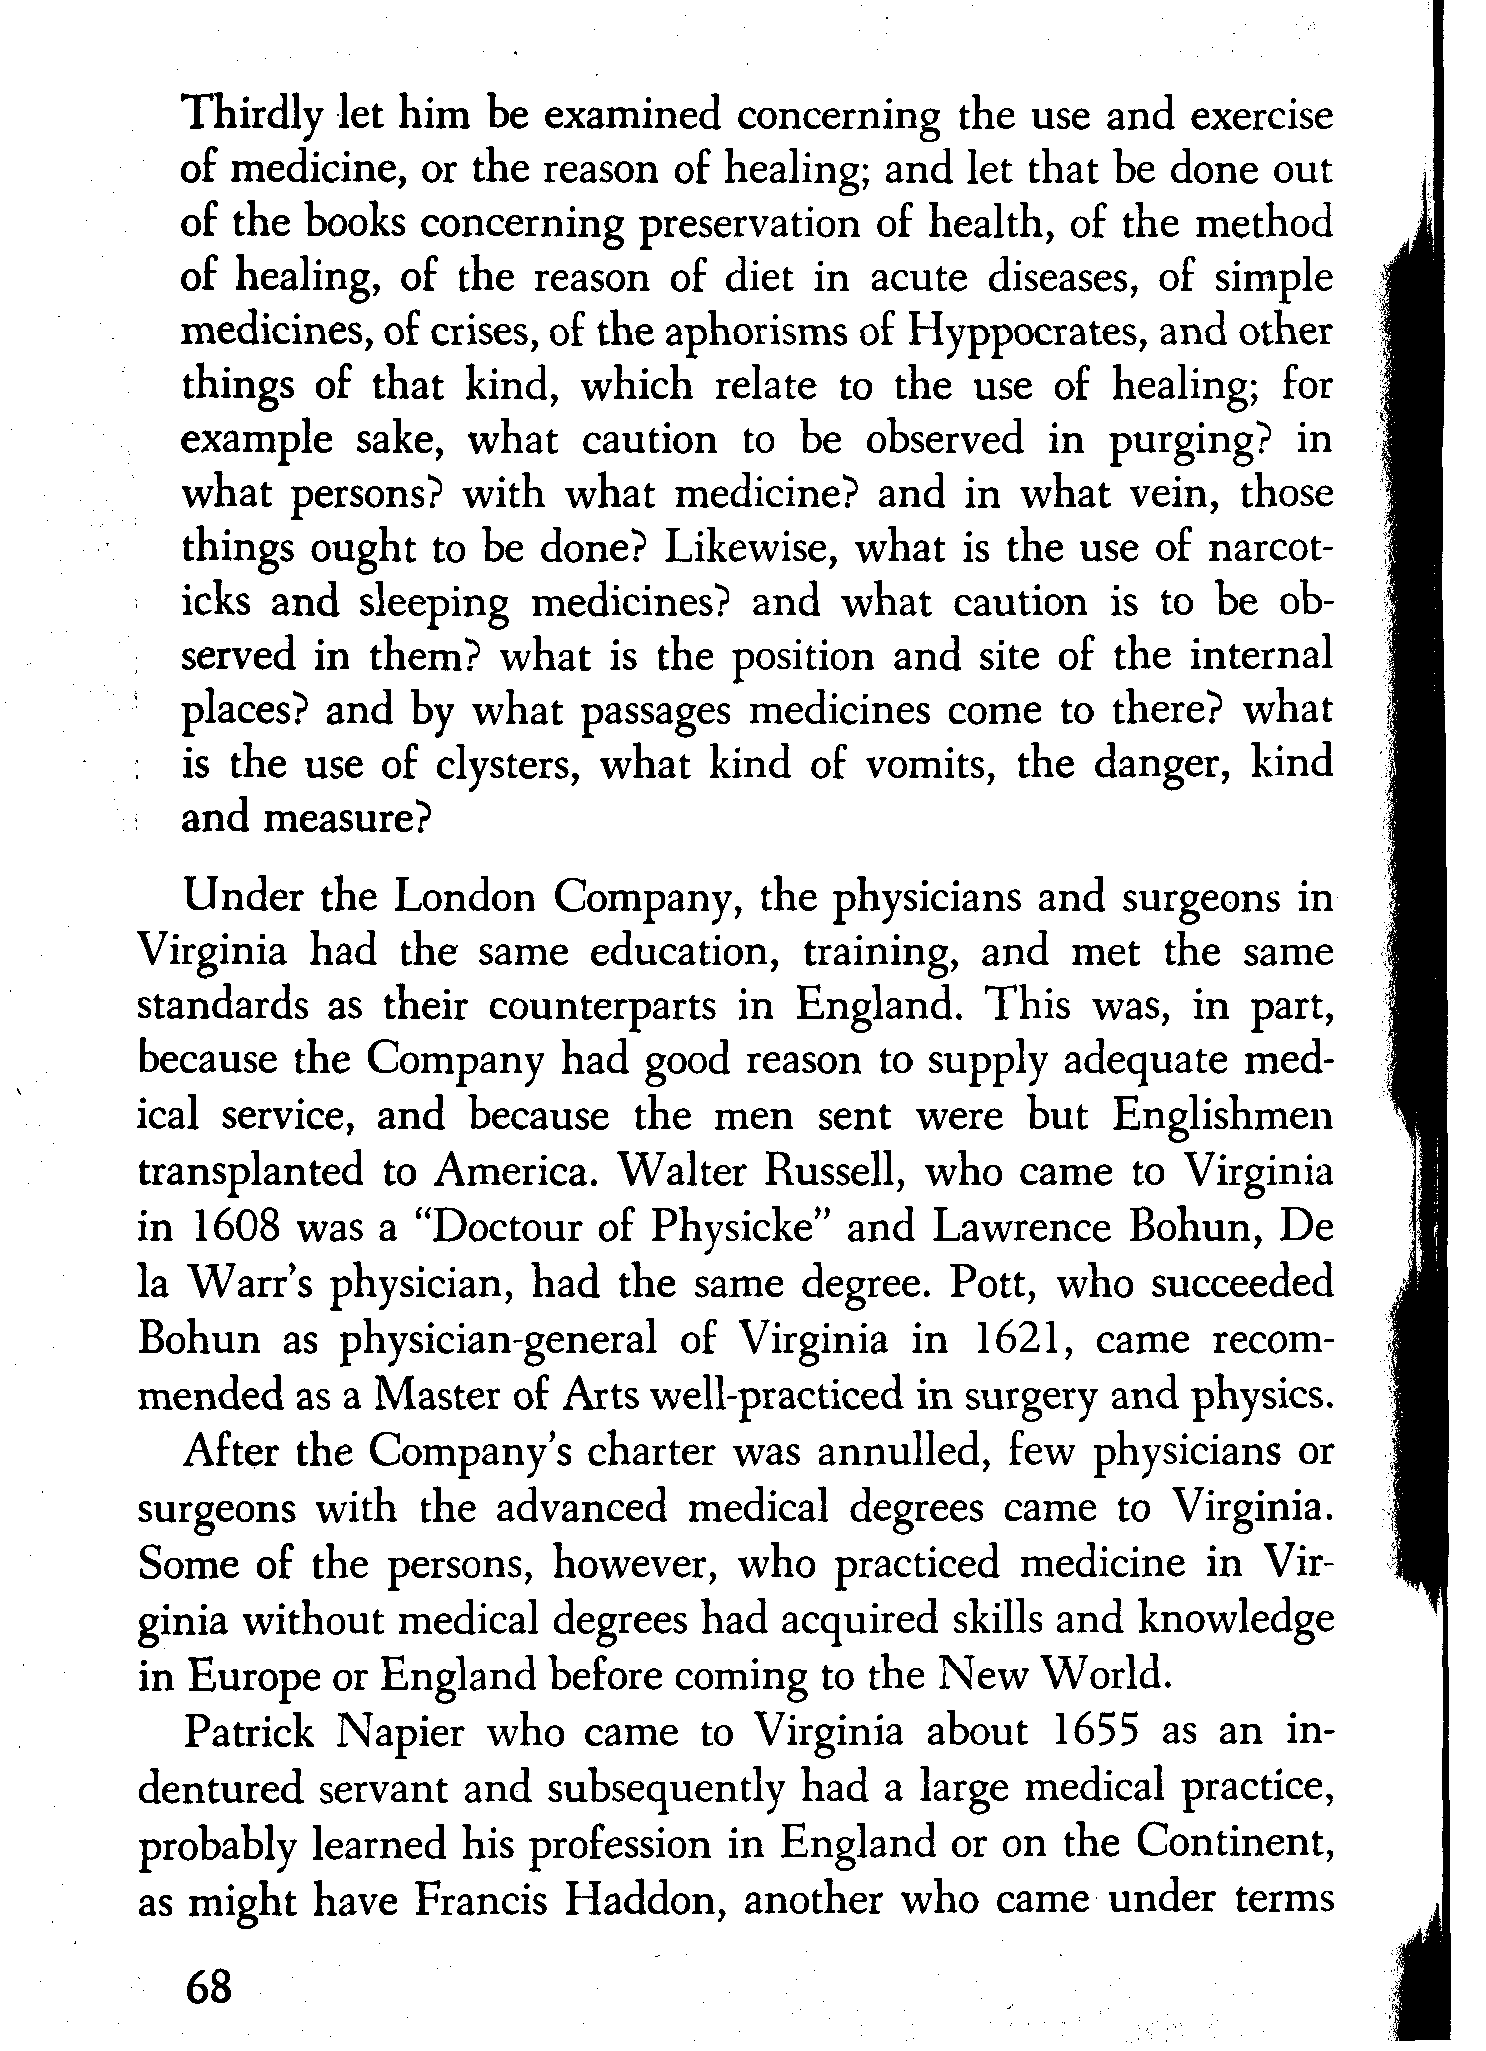 Thirdly let him be examined concerning the use and exercise
of medicine, or the reason of healing; and let that be done out
of the books concerning preservation of health, of the method
of healing, of the reason of diet in acute diseases, of simple
medicines, of crises, of the aphorisms of Hyppocrates, and other
things of that kind, which relate to the use of healing; for
example sake, what caution to be observed in purging? in
what persons? with what medicine? and in what vein, those
things ought to be done? Likewise, what is the use of narcot-
icks and sleeping medicines? and what caution is to be ob-
served in them? what is the position and site of the internal
places? and by what passages medicines come to there? what
is the use of clysters, what kind of vomits, the danger, kind
and measure?
Under the London Company, the physicians and surgeons in
Virginia had the same education, training, and met the same
standards as their counterparts in England. This was, in part,
because the Company had good reason to supply adequate med-
ical service, and because the men sent were but Englishmen
transplanted to America. Walter Russell, who came to Virginia
in 1608 was a “Doctour of Physicke” and Lawrence Bohun, De
la Warr’s physician, had the same degree. Pott, who succeeded
Bohun as physician-general of Virginia in 1621, came recom-
mended as a Master of Arts well-practiced in surgery and physics.
After the Company’s charter was annulled, few physicians or
surgeons with the advanced medical degrees came to Virginia.
Some of the persons, however, who practiced medicine in Vir-
ginia without medical degrees had acquired skills and knowledge
in Europe or England before coming to the New World.
Patrick Napier who came to Virginia about 1655 as an in-
dentured servant and subsequently had a large medical practice,
probably learned his profession in England or on the Continent,
as might have Francis Haddon, another who came under terms
68